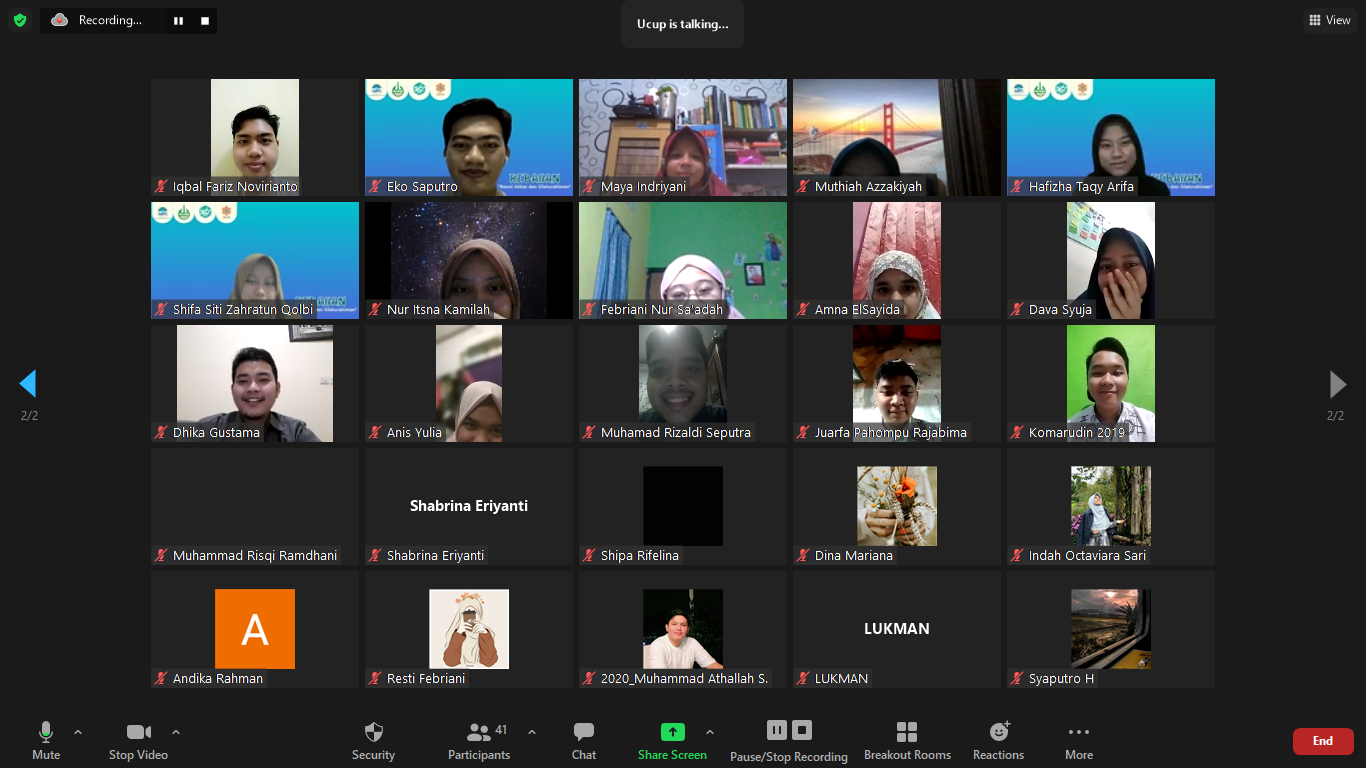 Recording...
Ucup is talking...
View
Iqbal Fariz Novirianto
Eko Saputro
Maya Indriyani
Muthiah Azzakiyah
Hafizha Taqy Arifa
Shifa Siti Zahratun Qolbi
Nur Itsna Kamilah
Febriani Nur Sa'adah
Amna ElSayida
Dava Syuja
2/2
2/2
Dhika Gustama
Anis Yulia
Muhamad Rizaldi Seputra
Juarfa Pahompu Rajabima
Komarudin 2019
Shabrina Eriyanti
Muhammad Risqi Ramdhani
Shabrina Eriyanti
Shipa Rifelina
Dina Mariana
Indah Octaviara Sari
A
LUKMAN
Andika Rahman
Resti Febriani
2020_Muhammad Athallah S.
LUKMAN
Syaputro H
41
Mute
Stop Video
Security
Participants
Chat
Share Screen
Pause/Stop Recording
Breakout Rooms
Reactions
More
End